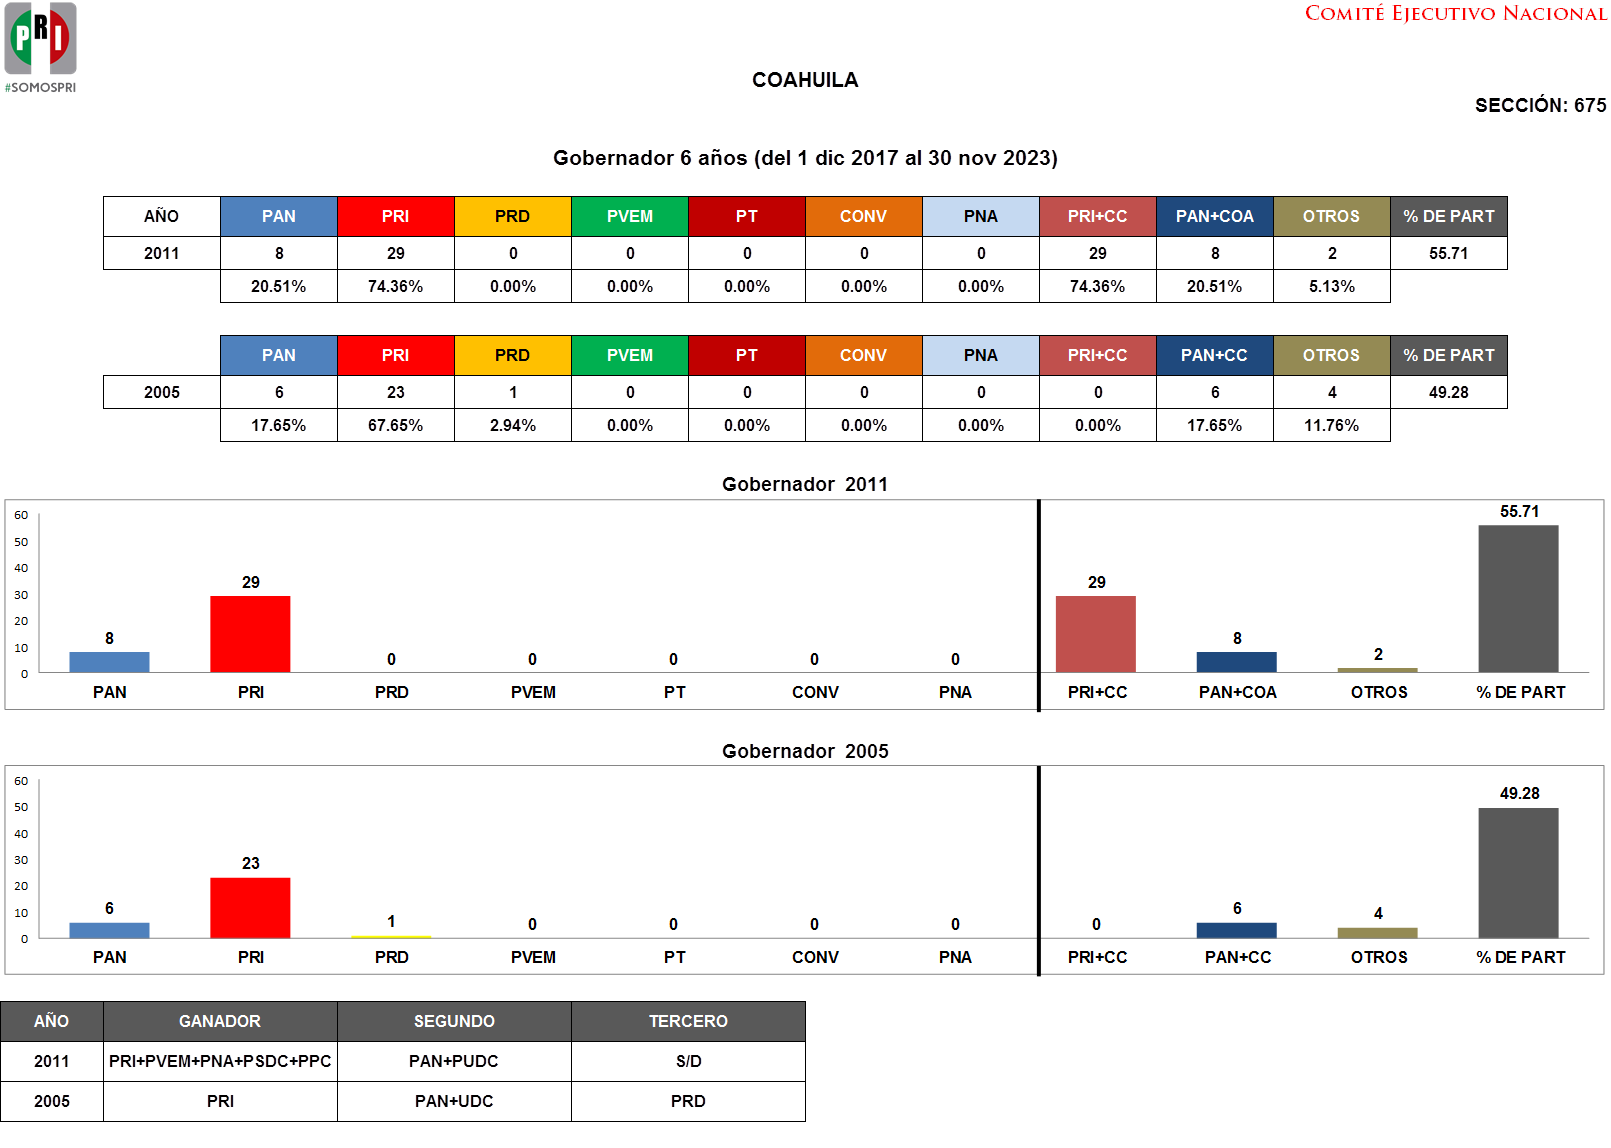 PRI
#SOMOSPRI
COMITÉ EJECUTIVO NACIONAL
COAHUILA
SECCIÓN: 675
Gobernador 6 años (del 1 dic 2017 al 30 nov 2023)
AÑO PAN PRI PRD PVEM PT CONV PNA PRI+CC PAN+COA OTROS % DE PART
2011 8 29 0 0 0 0 0 29 8 2 55.71
20.51% 74.36% 0.00% 0.00% 0.00% 0.00% 0.00% 74.36% 20.51% 5.13%
PAN PRI PRD PVEM PT CONV PNA PRI+CC PAN+CC OTROS % DE PART
2005 6 23 1 0 0 0 0 0 6 4 49.28
17.65% 67.65% 2.94% 0.00% 0.00% 0.00% 0.00% 0.00% 17.65% 11.76%
Gobernador 2011
60
50
40
30
20
10
0
8 29 0 0 0 0 0 29 8 2 55.71
PAN PRI PRD PVEM PT CONV PNA PRI+CC PAN+COA OTROS % DE PART
Gobernador 2005
60
50
40
30
20
10
0
6 23 1 0 0 0 0 0 6 4 49.28
PAN PRI PRD PVEM PT CONV PNA PRI+CC PAN+CC OTROS % DE PART
AÑO GANADOR SEGUNDO TERCERO
2011 PRI+PVEM+PNA+PSDC+PPC PAN+PUDC S/D
2005 PRI PAN+UDC PRD